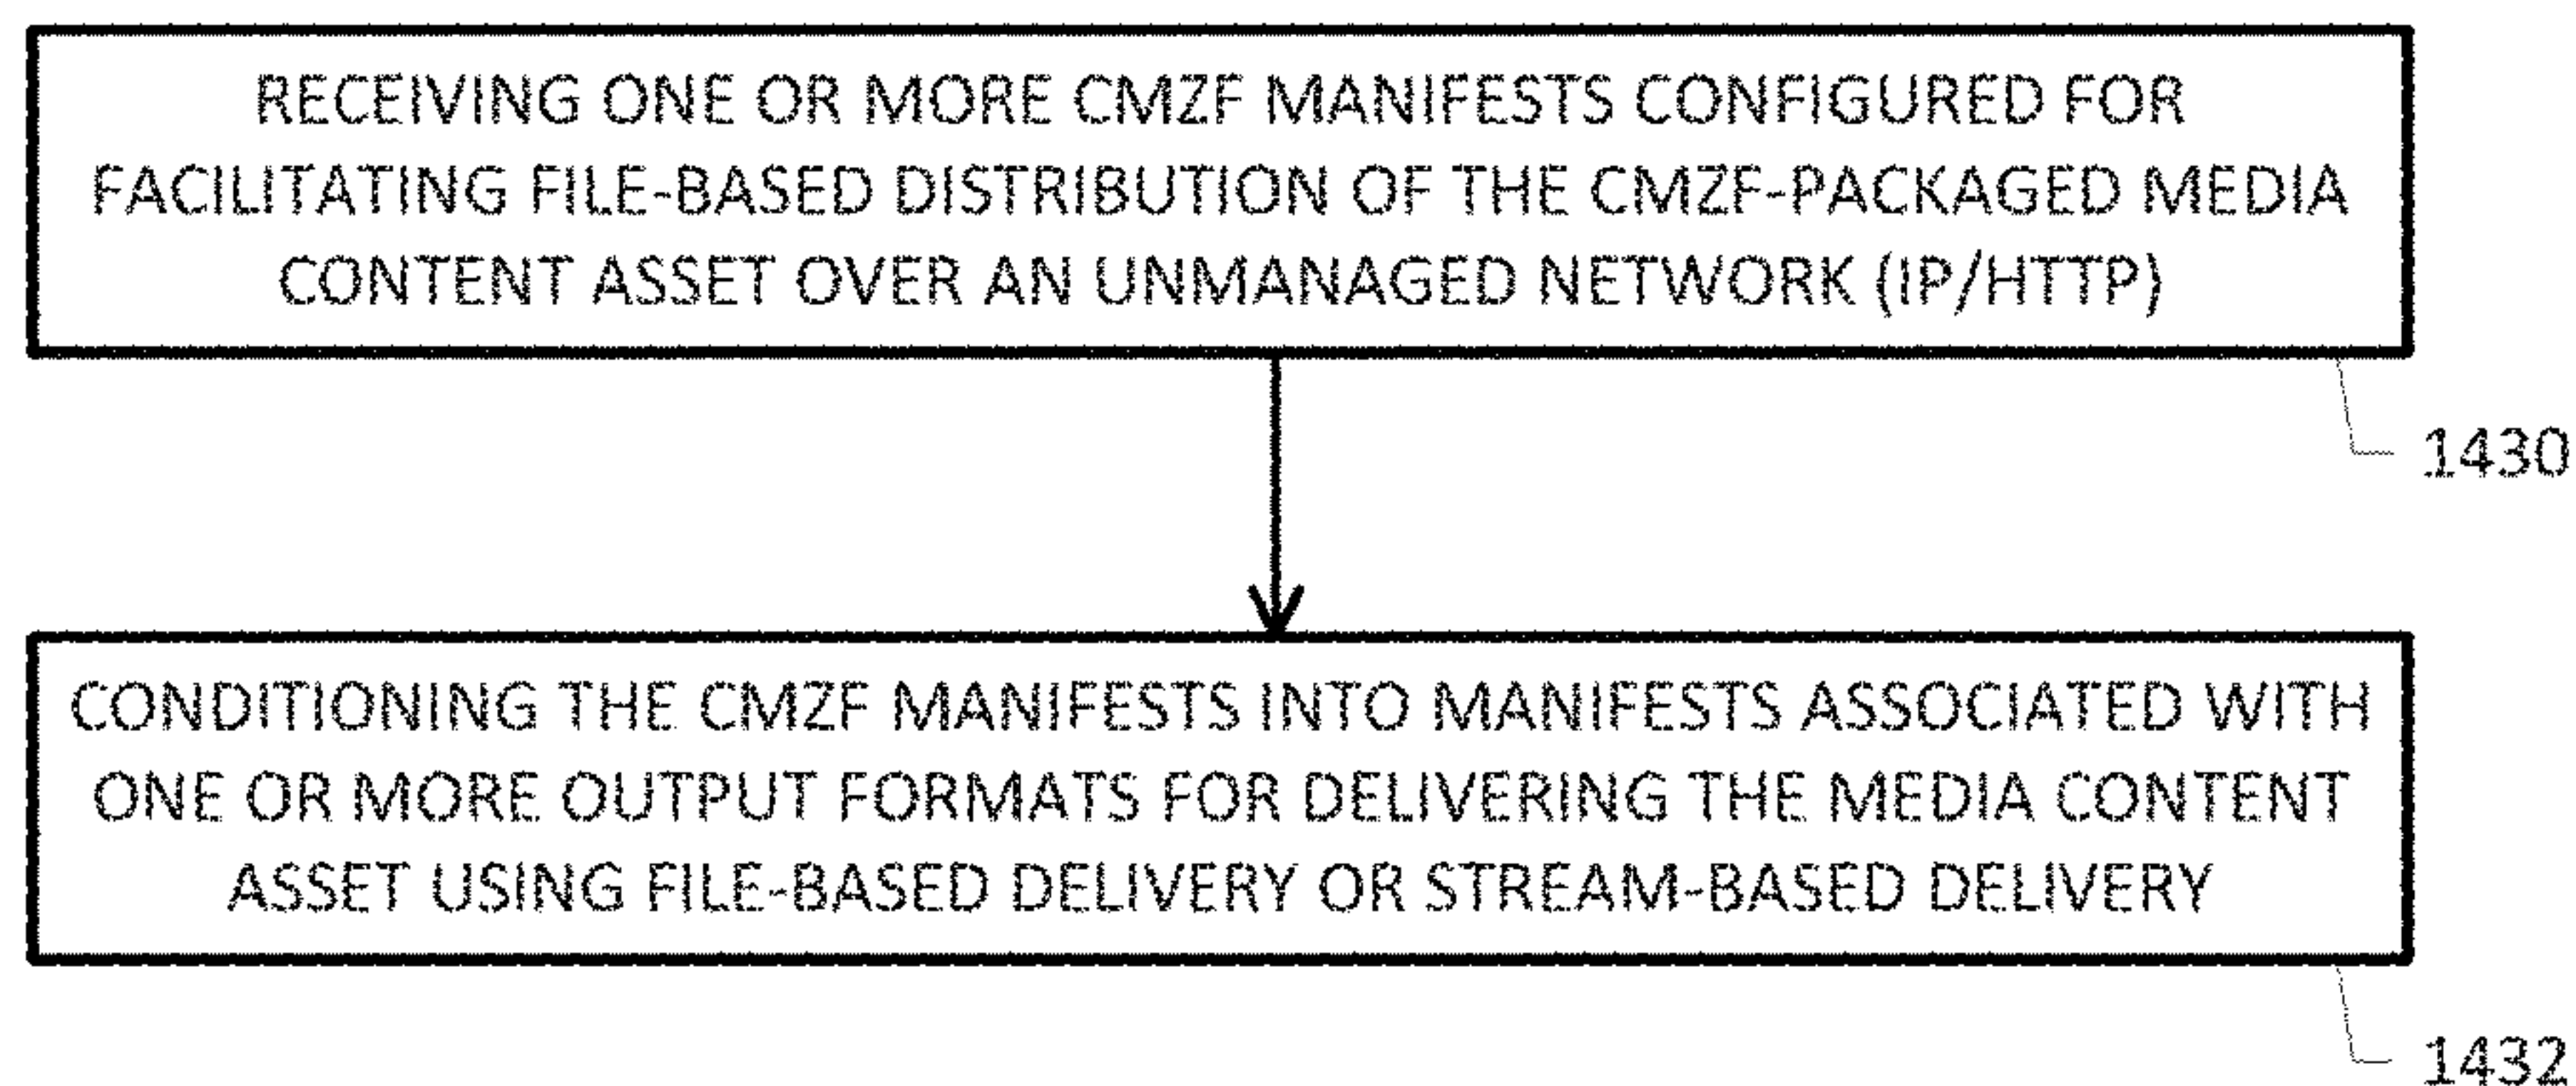 RECEIVING ONE OR MORE CMZF MANIFESTS CONFIGURED FOR
FACILITATING FILE-BASED DISTRIBUTION OF THE CMZF-PACKAGED MEDIA
CONTENT ASSET OVER AN UNMANAGED NETWORK (IP/HTTP)
1430
CONDITIONING THE CMZF MANIFESTS INTO MANIFESTS ASSOCIATED WITH
ONE OR MORE OUTPUT FORMATS FOR DELIVERING THE MEDIA CONTENT
ASSET USING FILE-BASED DELIVERY OR STREAM-BASED DELIVERY
1432